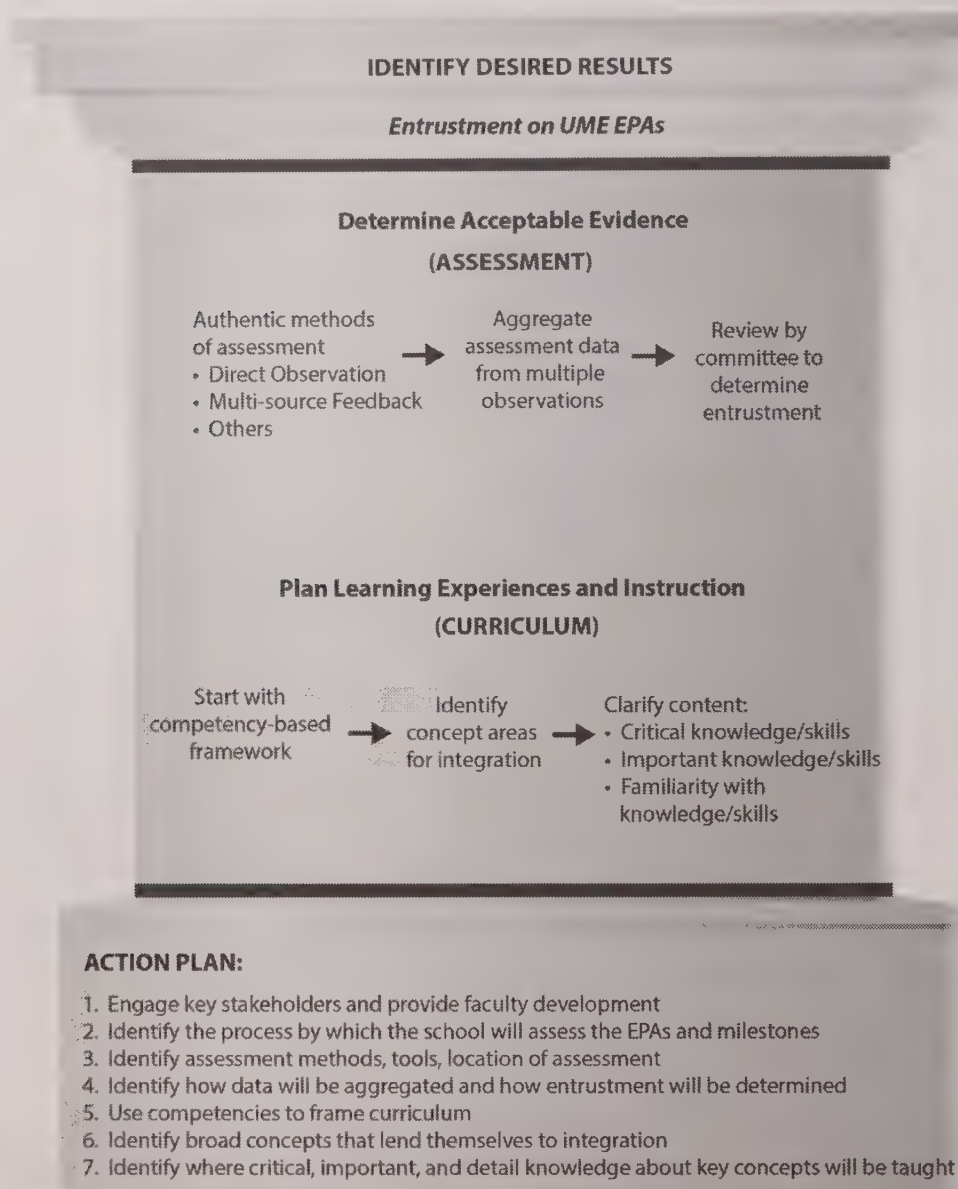 IDENTIFY DESIRED RESULTS
Entrustment on UME EPAs
Determine Acceptable Evidence
(ASSESSMENT)
Authentic methods
of assessment
• Direct Observation
• Multi-source Feedback
• Others
Aggregate
assessment data
from multiple
observations
Review by
committee to
determine
entrustment
Plan Learning Experiences and Instruction
(CURRICULUM)
Start with
competency-based
framework
Identify
concept areas
for integration
Clarify content:
• Critical knowledge/skills
• Important knowledge/skills
• Familiarity with
knowledge/skills
ACTION PLAN:
1. Engage key stakeholders and provide faculty development
2. Identify the process by which the school will assess the EPAs and milestones
3. Identify assessment methods, tools, location of assessment
4. Identify how data will be aggregated and how entrustment will be determined
5. Use competencies to frame curriculum
6. Identify broad concepts that lend themselves to integration
7. Identify where critical, important, and detail knowledge about key concepts will be taught